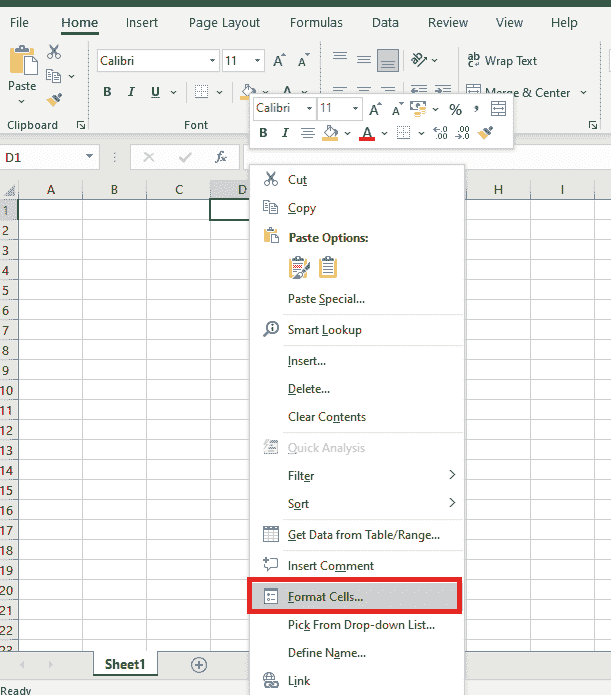 File Home Insert Page Layout Formulas Data Review View Help
Calibri 11 A A ab Wrap Text
Paste B I U A Merge & Center
Clipboard Font
Calibri 11 A A % ,
B I A .00 .00
D1 fx
A B C D H I
1
2
3
4
5
6
7
8
9
10
11
12
13
14
15
16
17
18
19
20
21
22
23
Cut
Copy
Paste Options:
Paste Special...
Smart Lookup
Insert...
Delete...
Clear Contents
Quick Analysis
Filter
Sort
Get Data from Table/Range...
Insert Comment
Format Cells...
Pick From Drop-down List...
Define Name...
Link
Sheet1
Ready